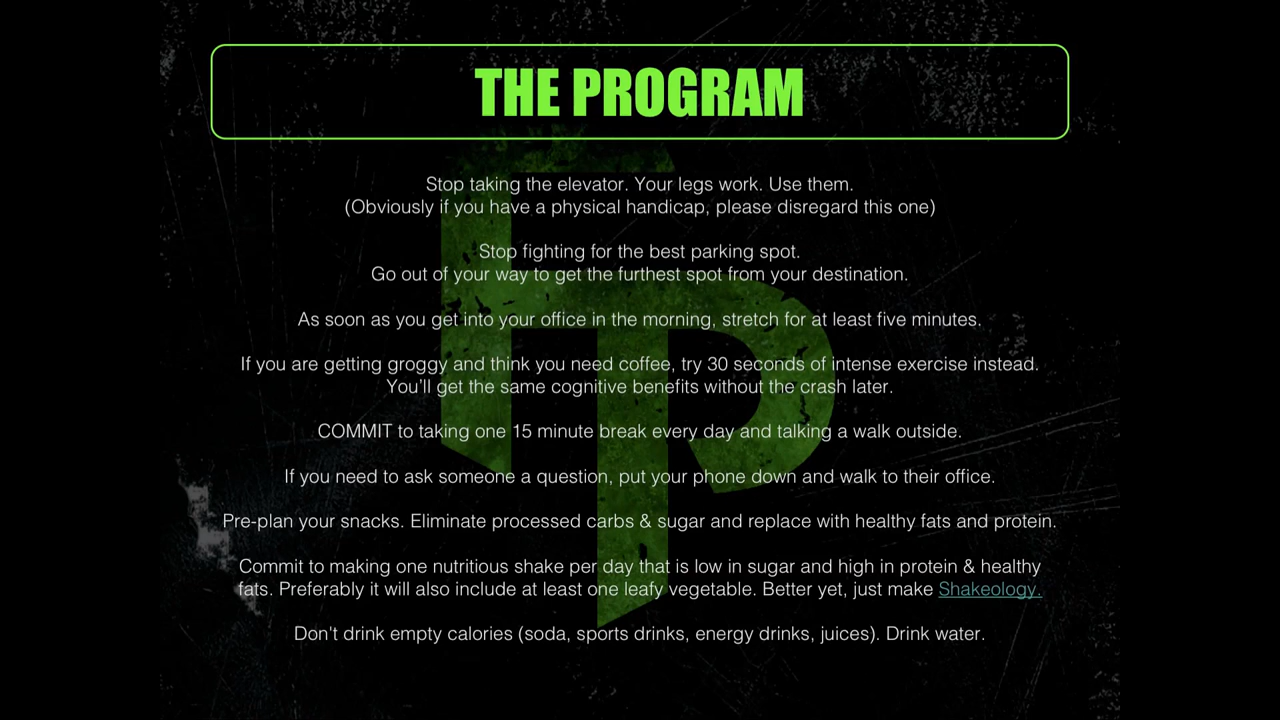 THE PROGRAM
Stop taking the elevator. Your legs work. Use them.
(Obviously if you have a physical handicap, please disregard this one)
Stop fighting for the best parking spot.
Go out of your way to get the furthest spot from your destination.
As soon as you get into your office in the morning, stretch for at least five minutes.
If you are getting groggy and think you need coffee, try 30 seconds of intense exercise instead.
You'll get the same cognitive benefits without the crash later.
COMMIT to taking one 15 minute break every day and talking a walk outside.
If you need to ask someone a question, put your phone down and walk to their office.
Pre-plan your snacks. Eliminate processed carbs & sugar and replace with healthy fats and protein.
Commit to making one nutritious shake per day that is low in sugar and high in protein & healthy
fats. Preferably it will also include at least one leafy vegetable. Better yet, just make Shakeology.
Don't drink empty calories (soda, sports drinks, energy drinks, juices). Drink water.